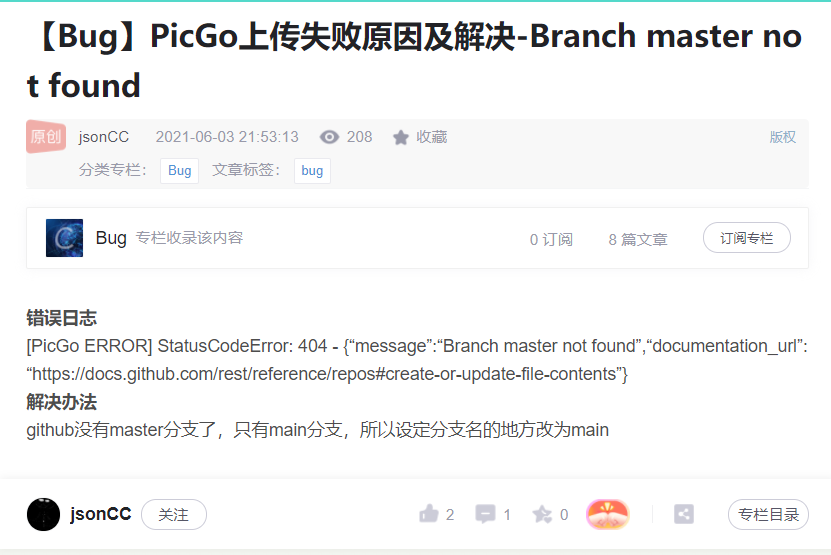 【Bug】PicGo上传失败原因及解决-Branch master no
t found
原创 jsonCC 2021-06-03 21:53:13 208 收藏 版权
分类专栏： Bug 文章标签： bug
Bug 专栏收录该内容 0 订阅 8 篇文章 订阅专栏
错误日志
[PicGo ERROR] StatusCodeError: 404 - {“message”:“Branch master not found”,“documentation_url”:
“https://docs.github.com/rest/reference/repos#create-or-update-file-contents”}
解决办法
github没有master分支了，只有main分支，所以设定分支名的地方改为main
jsonCC 关注 2 1 0 专栏目录